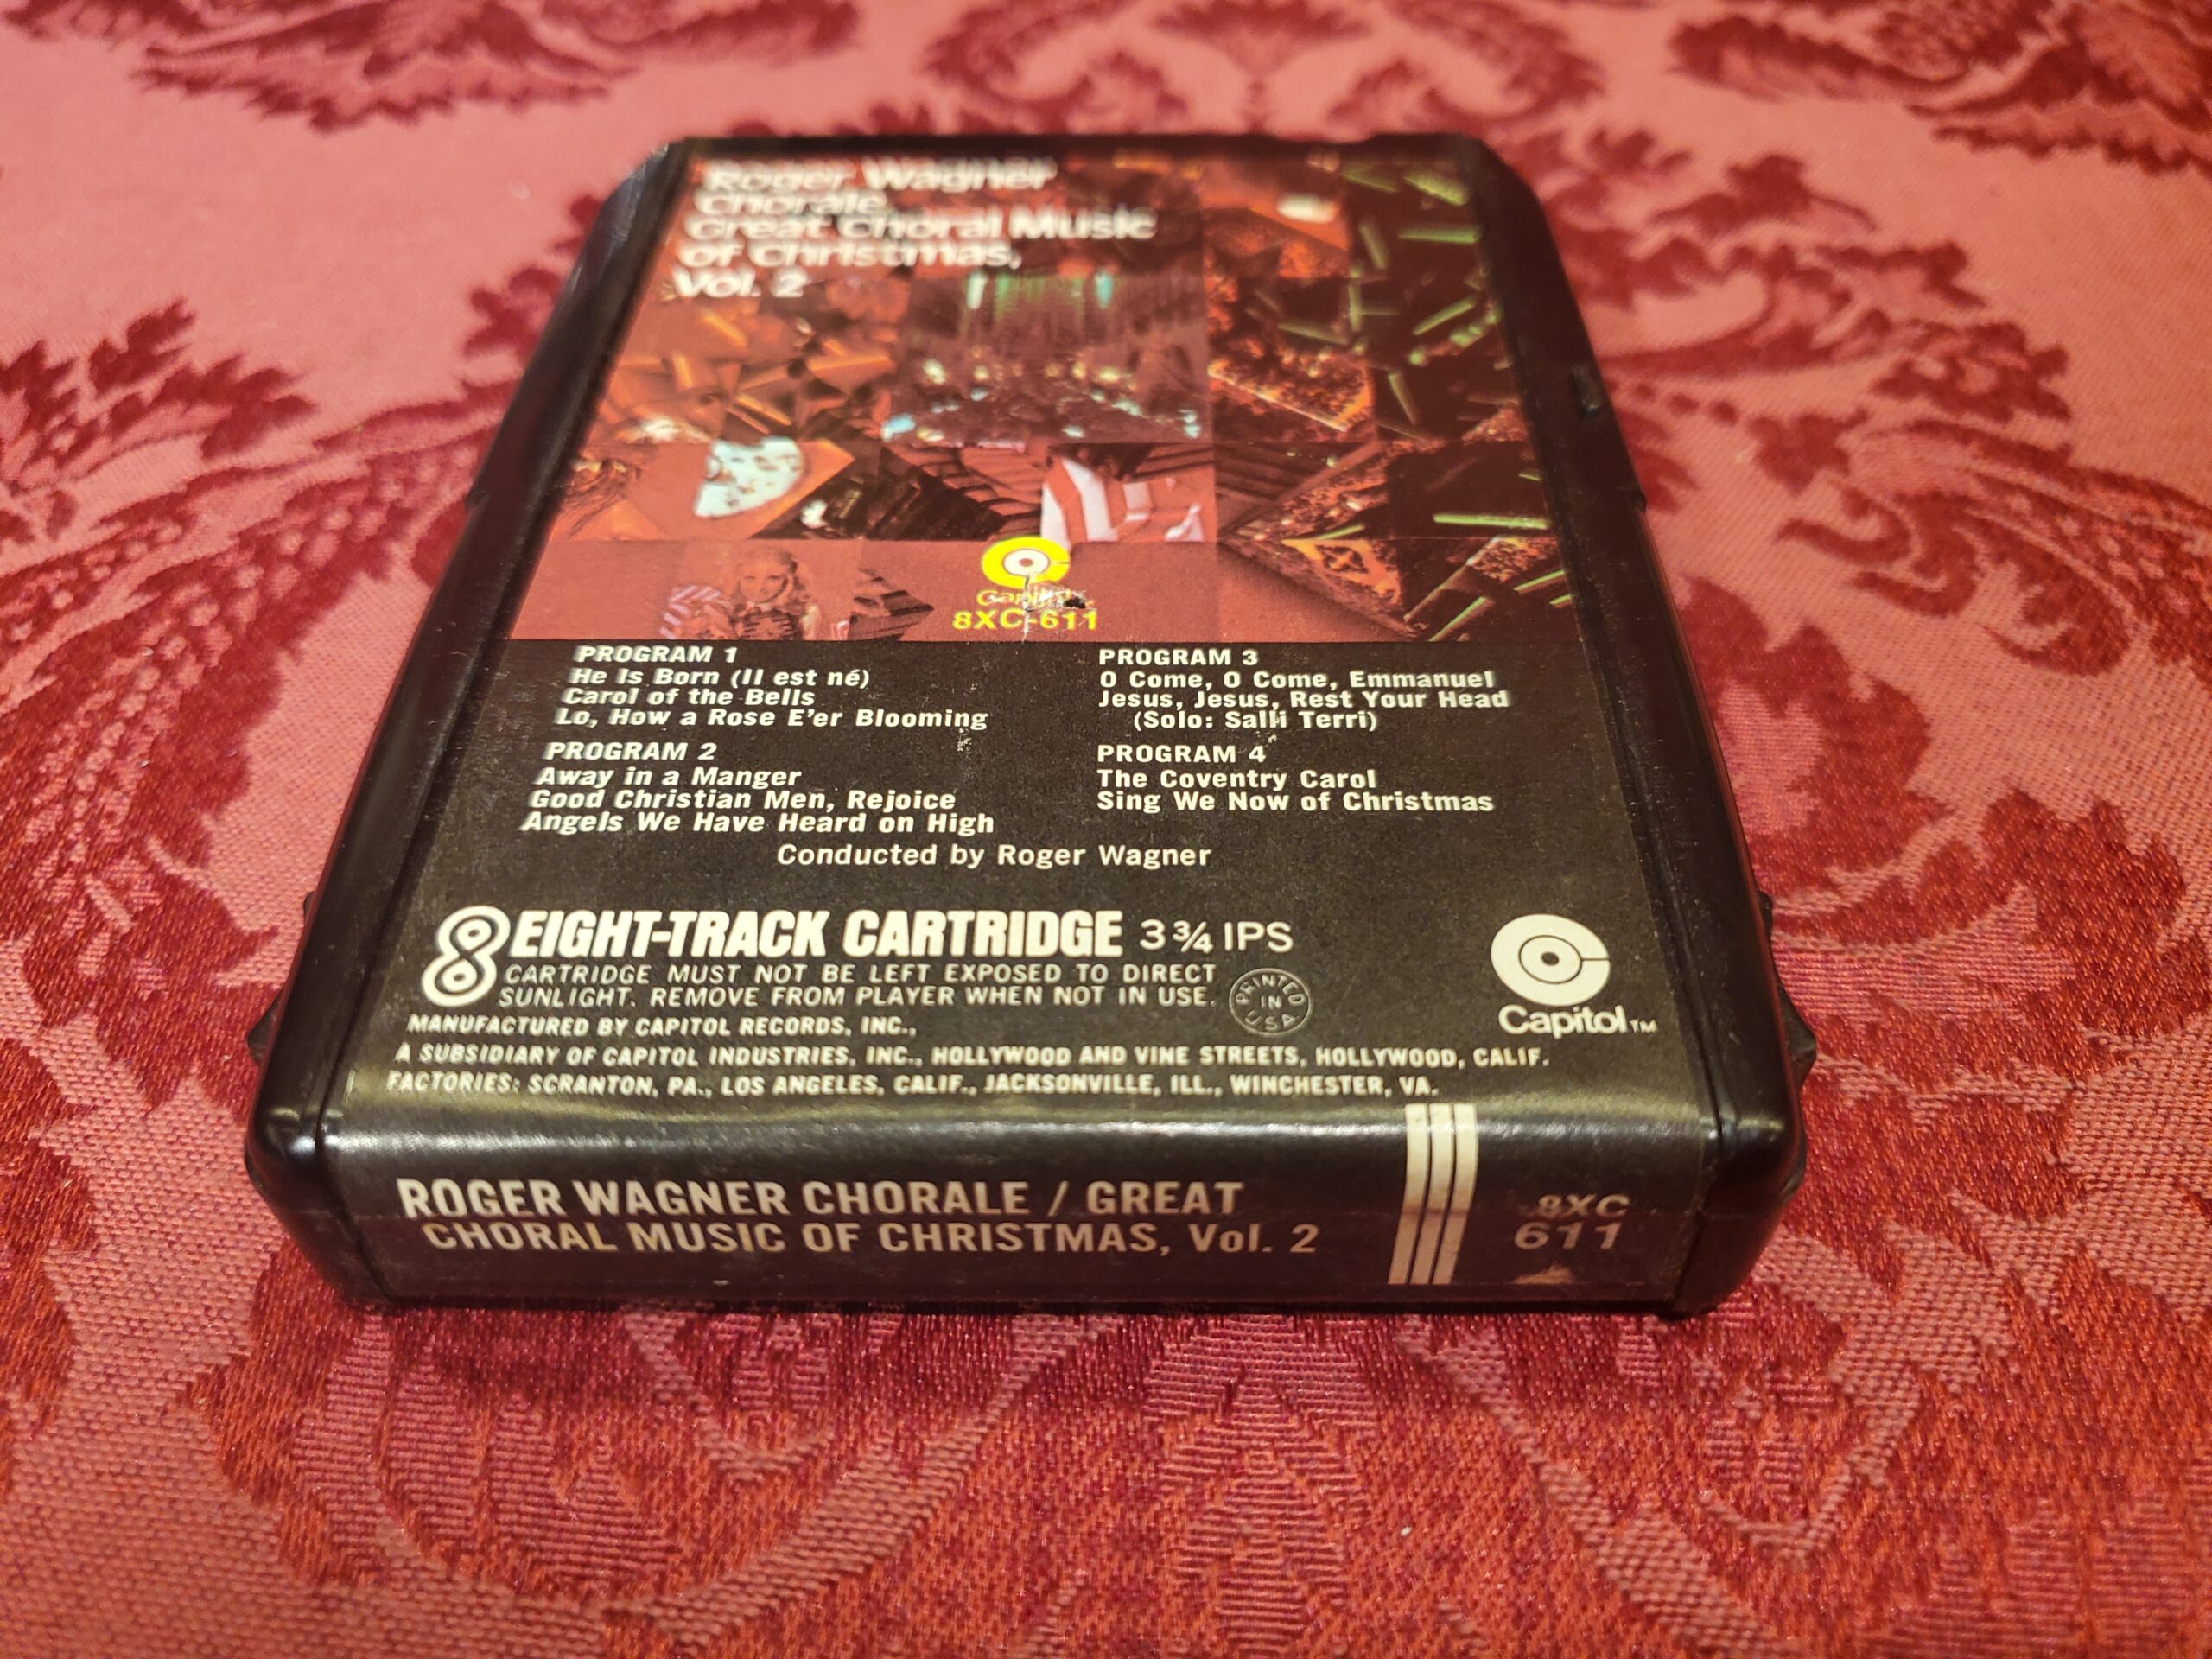 Roger Wagner
Chorale
Great Choral Music
of Christmas,
Vol. 2
Capitol
8XC-611
PROGRAM 1
He Is Born (Il est né)
Carol of the Bells
Lo, How a Rose E'er Blooming
PROGRAM 2
Away in a Manger
Good Christian Men, Rejoice
Angels We Have Heard on High
PROGRAM 3
O Come, O Come, Emmanuel
Jesus, Jesus, Rest Your Head
(Solo: Salli Terri)
PROGRAM 4
The Coventry Carol
Sing We Now of Christmas
Conducted by Roger Wagner
8 EIGHT-TRACK CARTRIDGE 3 3/4 IPS
CARTRIDGE MUST NOT BE LEFT EXPOSED TO DIRECT
SUNLIGHT. REMOVE FROM PLAYER WHEN NOT IN USE.
PRINTED IN U.S.A.
Capitol™
MANUFACTURED BY CAPITOL RECORDS, INC.,
A SUBSIDIARY OF CAPITOL INDUSTRIES, INC., HOLLYWOOD AND VINE STREETS, HOLLYWOOD, CALIF.
FACTORIES: SCRANTON, PA., LOS ANGELES, CALIF., JACKSONVILLE, ILL., WINCHESTER, VA.
ROGER WAGNER CHORALE / GREAT
CHORAL MUSIC OF CHRISTMAS, Vol. 2
8XC
611